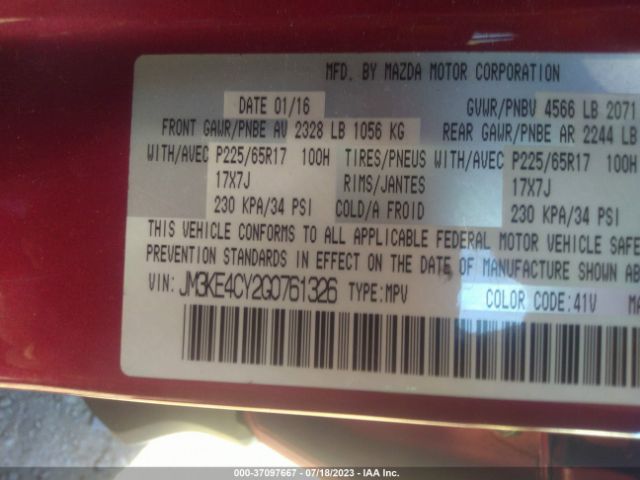 MFD. BY MAZDA MOTOR CORPORATION
DATE 01/16 GVWR/PNBV 4566 LB 2071
FRONT GAWR/PNBE AV 2328 LB 1056 KG REAR GAWR/PNBE AR 2244 LB
WITH/AVEC P225/65R17 100H TIRES/PNEUS WITH/AVEC P225/65R17 100H
17X7J RIMS/JANTES 17X7J
230 KPA/34 PSI COLD/A FROID 230 KPA/34 PSI
THIS VEHICLE CONFORMS TO ALL APPLICABLE FEDERAL MOTOR VEHICLE SAFE
PREVENTION STANDARDS IN EFFECT ON THE DATE OF MANUFACTURE SHOWN AB
VIN: JM3KE4CY2G0761326 TYPE:MPV COLOR CODE:41V MA
000-37097667 - 07/18/2023 - IAA Inc.